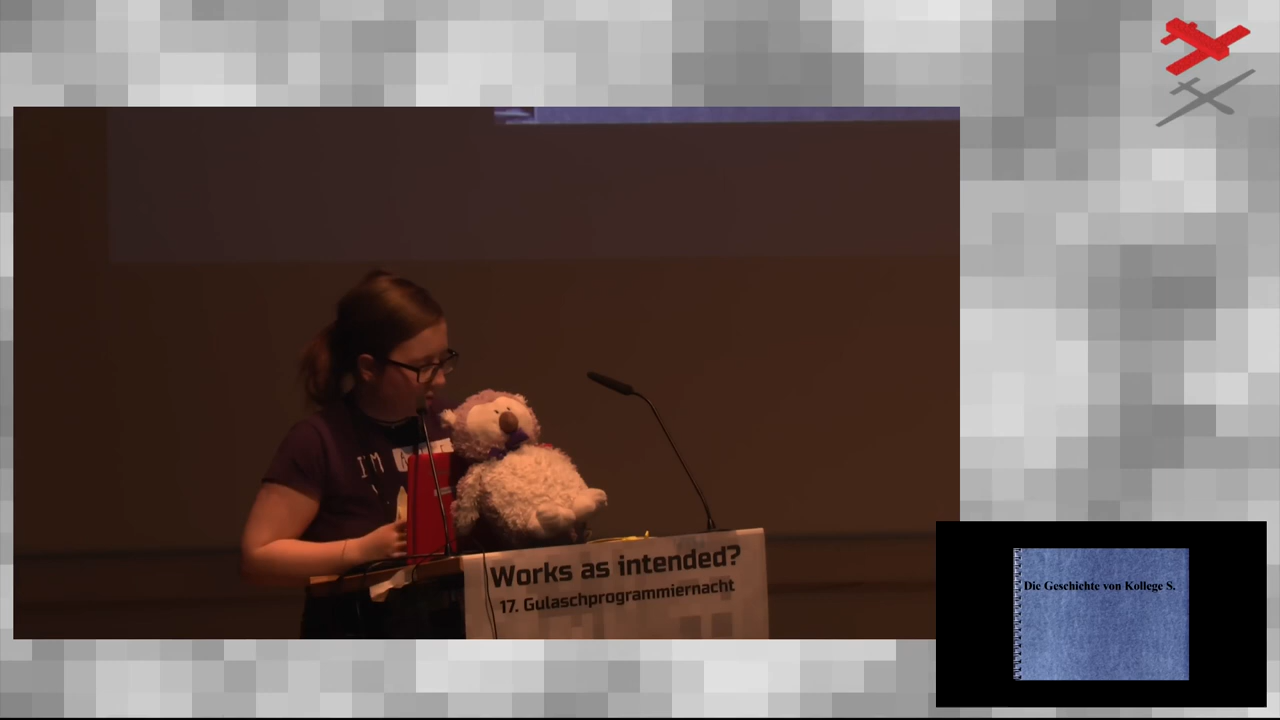 I'M A
Works as intended?
17. Gulaschprogrammiernacht
Die Geschichte von Kollege S.